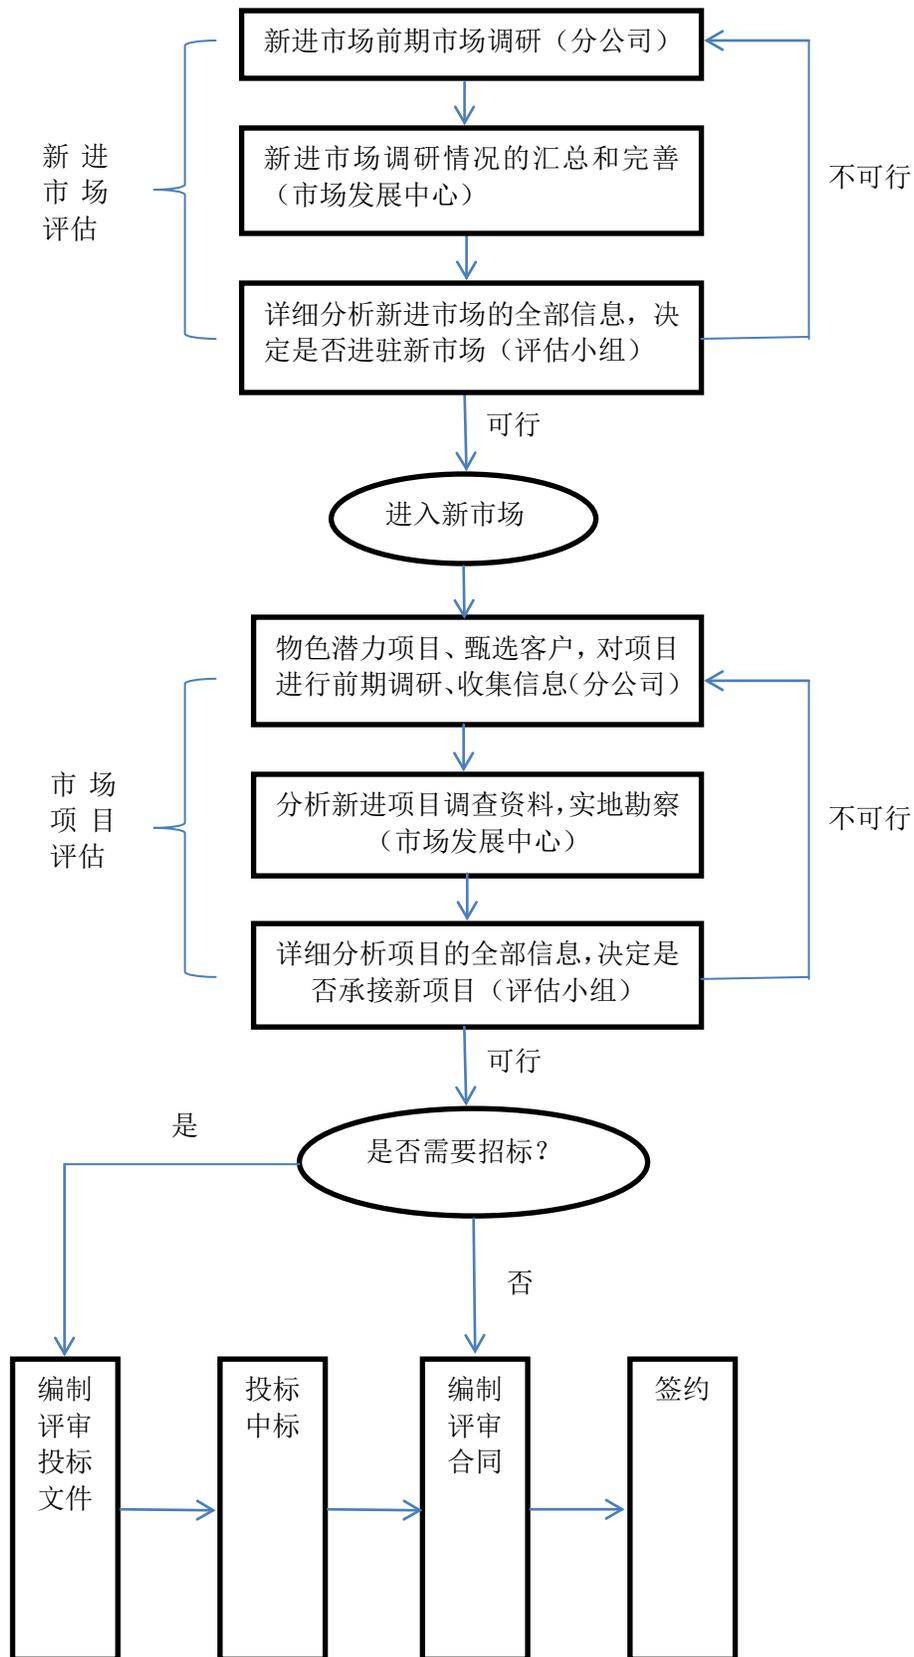 新进市场前期市场调研（分公司）
新进市场调研情况的汇总和完善
（市场发展中心）
新 进
市 场
评估
不可行
详细分析新进市场的全部信息，决
定是否进驻新市场（评估小组）
可行
进入新市场
物色潜力项目、甄选客户，对项目
进行前期调研、收集信息（分公司）
市 场
项 目
评估
分析新进项目调查资料，实地勘察
（市场发展中心）
不可行
详细分析项目的全部信息，决定是
否承接新项目（评估小组）
可行
是
是否需要招标？
否
编制
评审
投标
文件
投标
中标
编制
评审
合同
签约